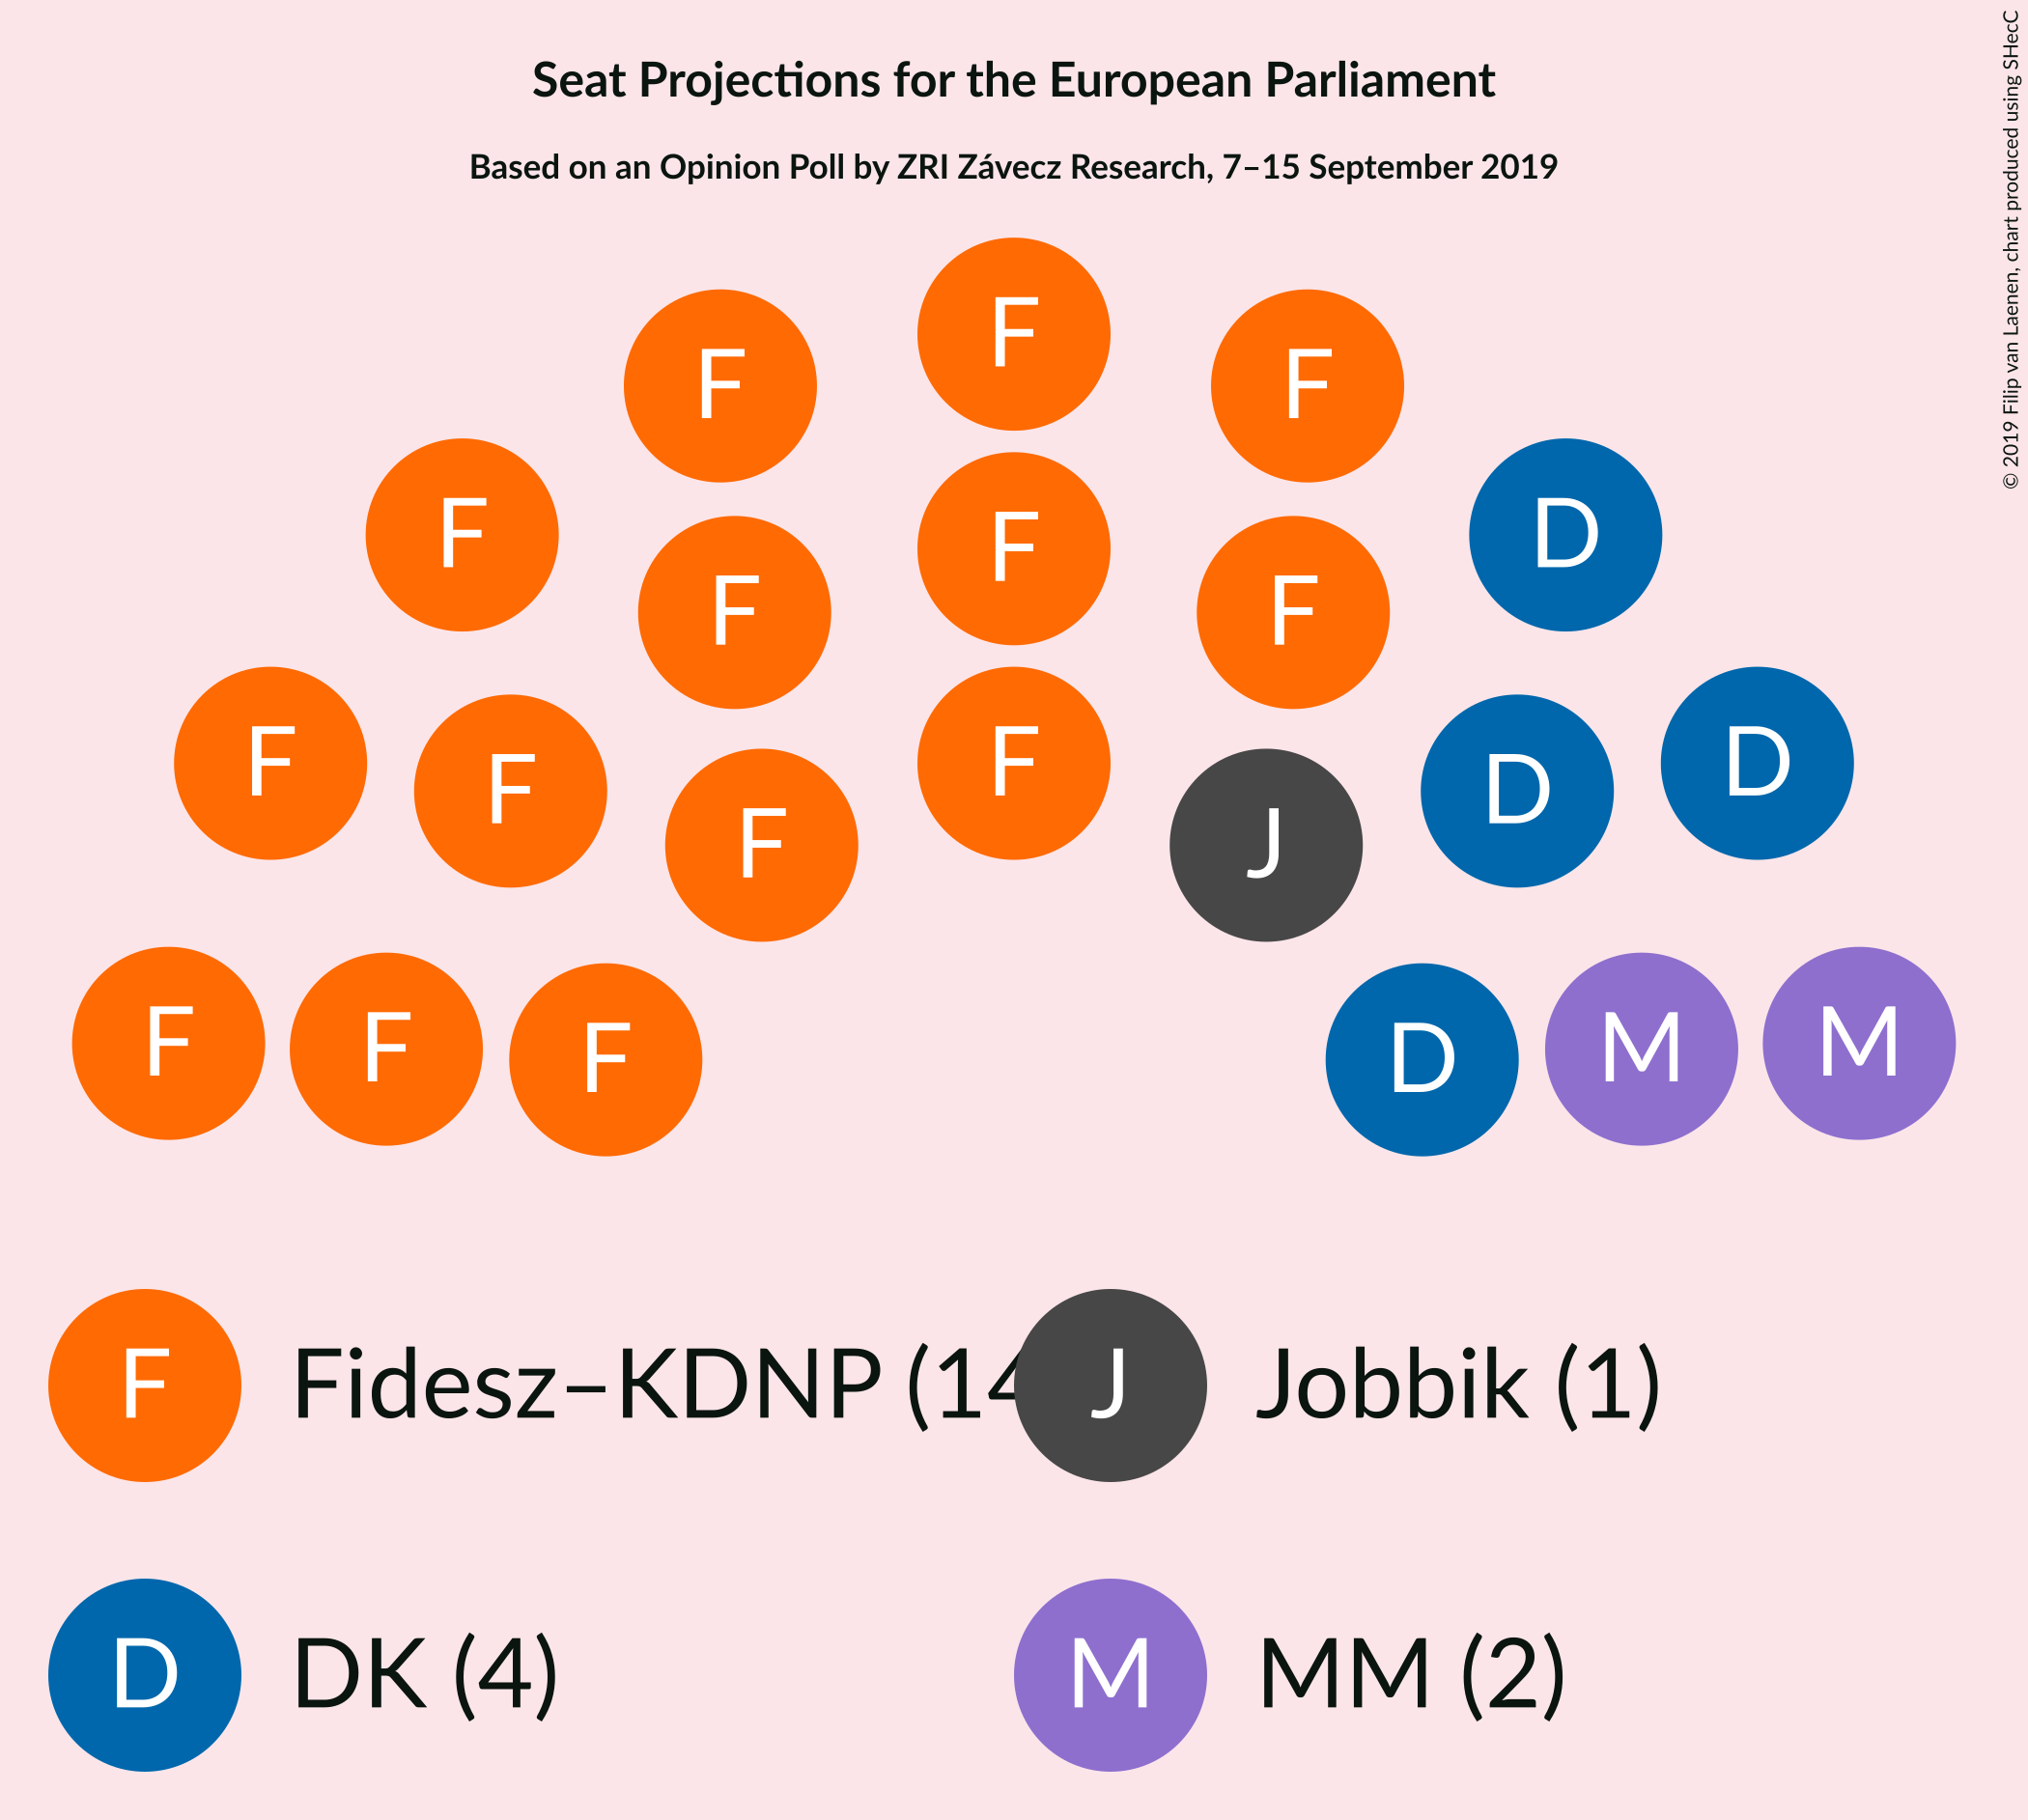 Seat Projections for the European Parliament
Based on an Opinion Poll by ZRI Závecz Research, 7–15 September 2019
© 2019 Filip van Laenen, chart produced using SHecC
F
F F
F D
F
F F
F D
F F
D D
F J
F F
M M
F D
F Fidesz–KDNP (14
J Jobbik (1)
D DK (4)
M MM (2)